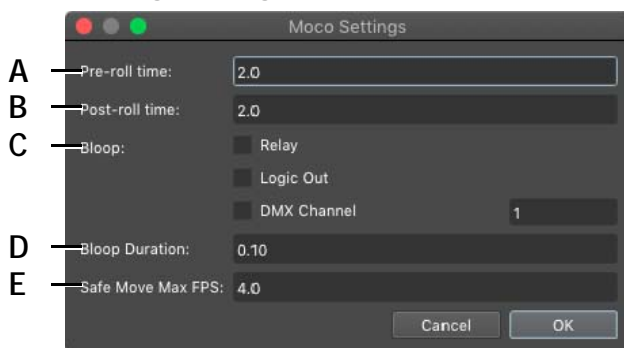 Moco Settings
A Pre-roll time: 2.0
B Post-roll time: 2.0
C Bloop: Relay
Logic Out
DMX Channel 1
D Bloop Duration: 0.10
E Safe Move Max FPS: 4.0
Cancel OK